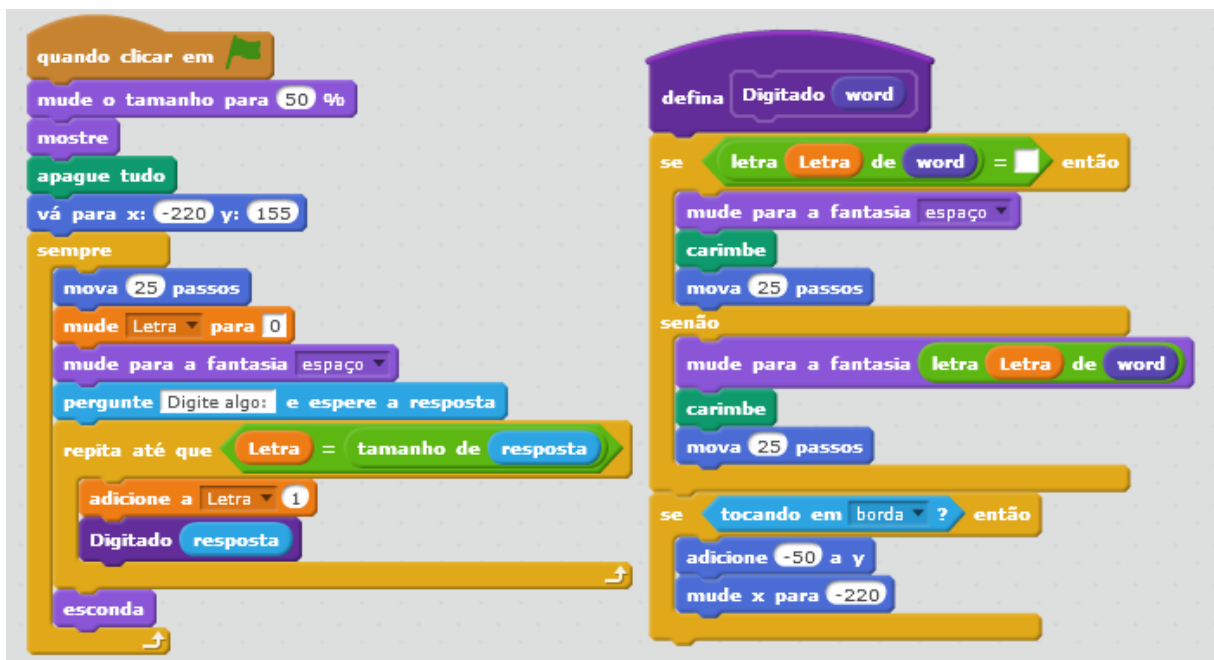 quando clicar em
mude o tamanho para 50 %
mostre
apague tudo
vá para x: -220 y: 155
sempre
mova 25 passos
mude Letra para 0
mude para a fantasia espaço
pergunte Digite algo: e espere a resposta
repita até que Letra = tamanho de resposta
adicione a Letra 1
Digitado resposta
esconda
defina Digitado word
se letra Letra de word = então
mude para a fantasia espaço
carimbe
mova 25 passos
senão
mude para a fantasia letra Letra de word
carimbe
mova 25 passos
se tocando em borda ? então
adicione -50 a y
mude x para -220